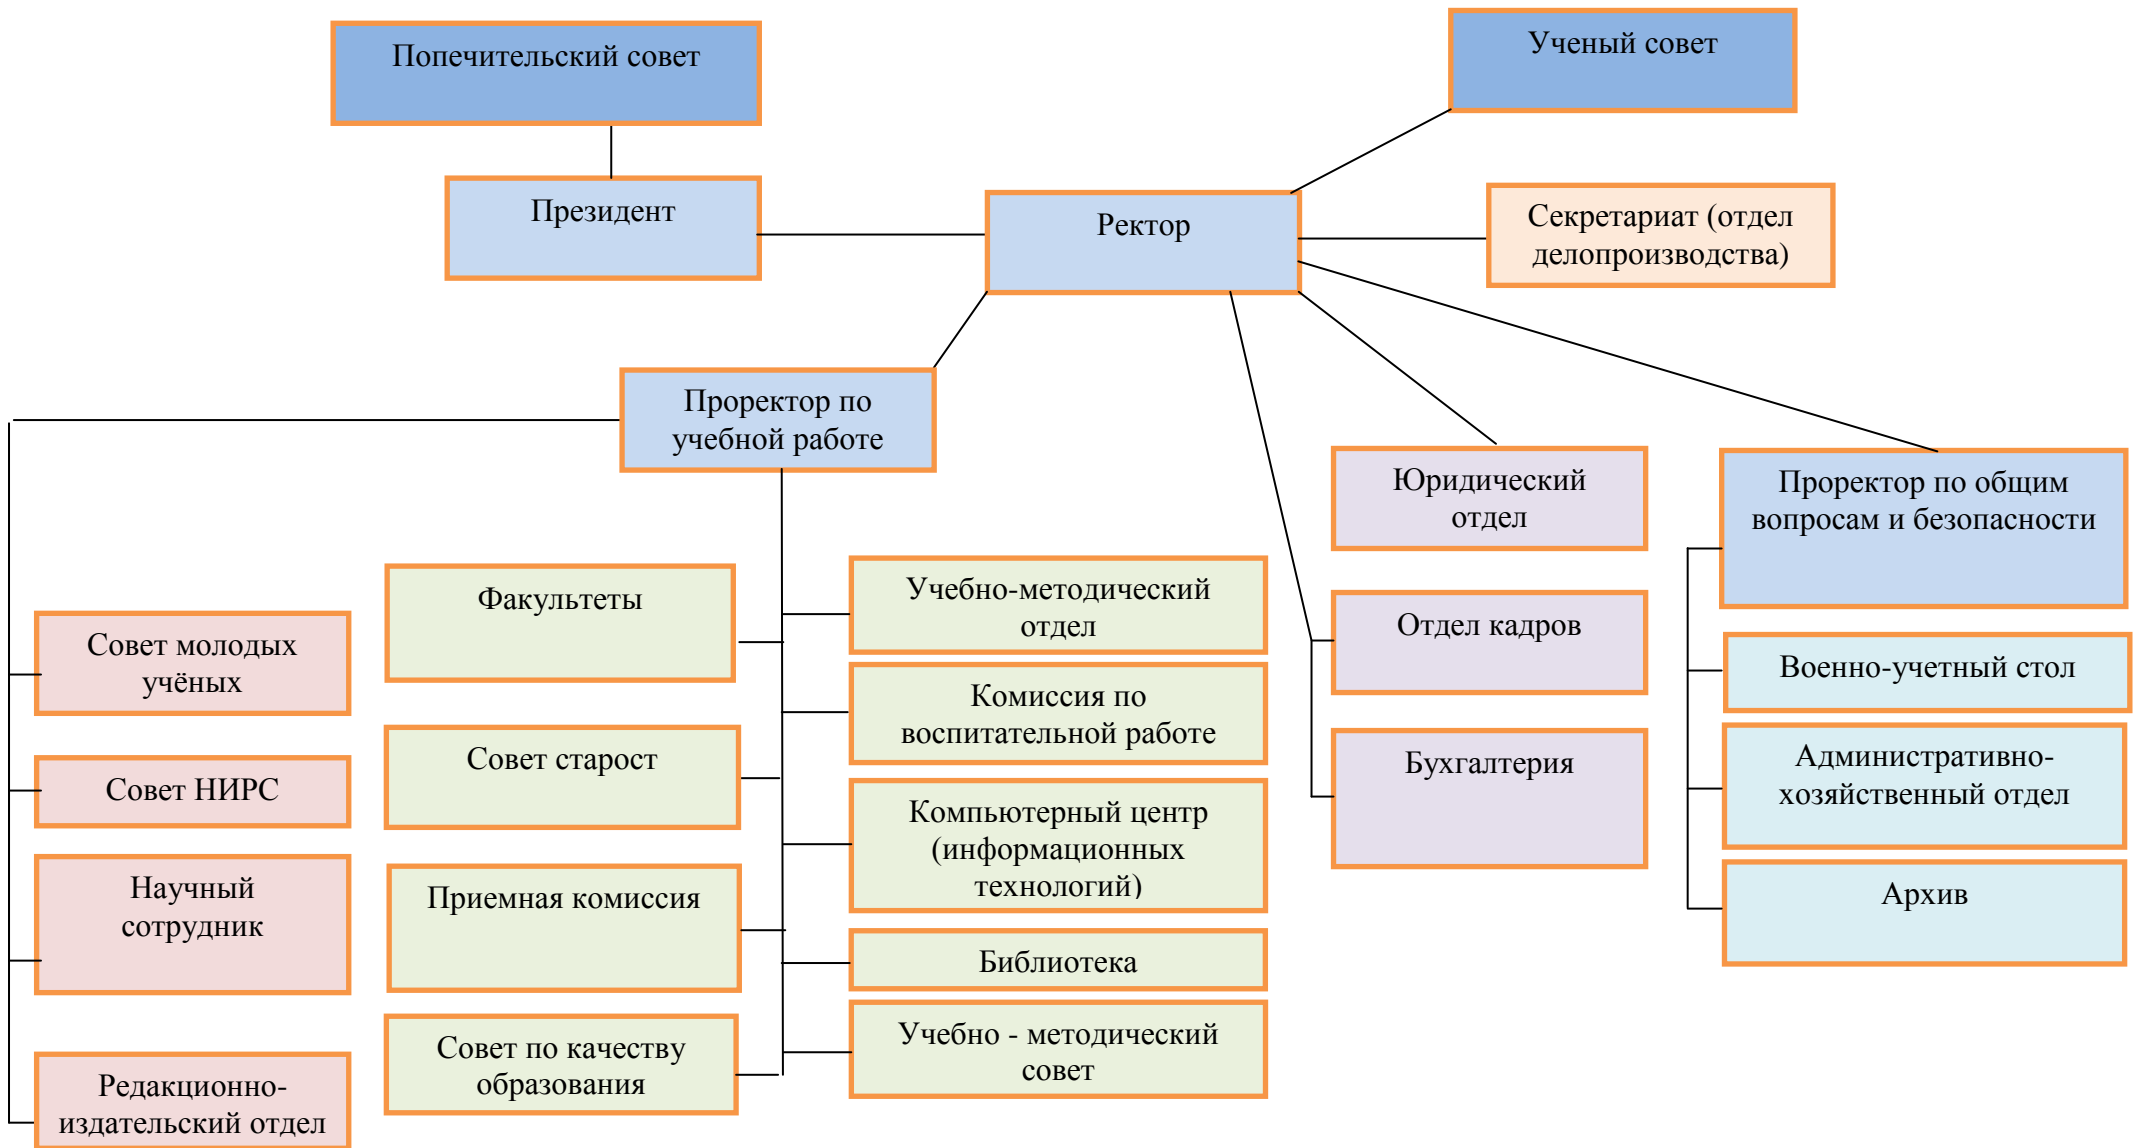 Попечительский совет
Ученый совет
Президент
Ректор
Секретариат (отдел
делопроизводства)
Проректор по
учебной работе
Юридический
отдел
Проректор по общим
вопросам и безопасности
Факультеты
Учебно-методический
отдел
Отдел кадров
Совет молодых
учёных
Военно-учетный стол
Комиссия по
воспитательной работе
Совет старост
Бухгалтерия
Административно-
хозяйственный отдел
Совет НИРС
Компьютерный центр
(информационных
технологий)
Научный
сотрудник
Приемная комиссия
Архив
Библиотека
Совет по качеству
образования
Учебно - методический
совет
Редакционно-
издательский отдел